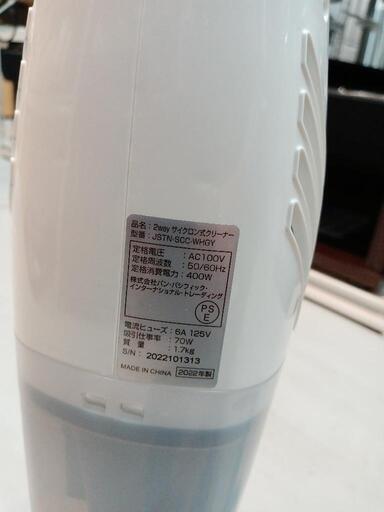 品名：2way サイクロン式クリーナー
型番：JSTN-SCC-WHGY
定格電圧：AC100V
定格周波数：50/60Hz
定格消費電力：400W
株式会社パン・パシフィック・
インターナショナル・トレーディング
PS
E
電流ヒューズ：6A 125V
吸引仕事率：70W
質量：1.7kg
S/N：2022101313
MADE IN CHINA 2022年製